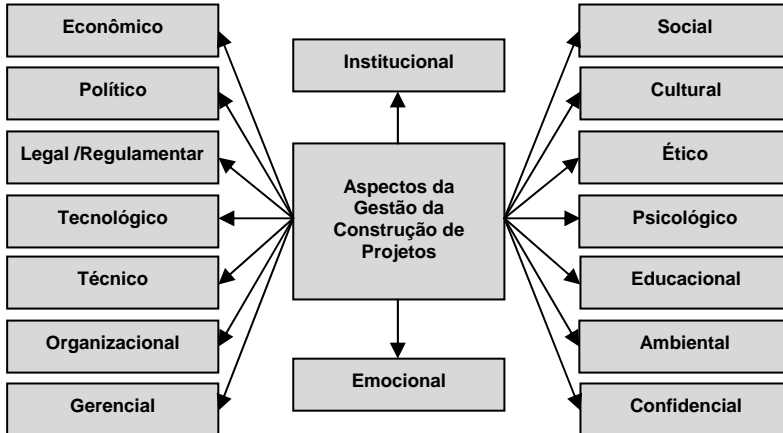 Econômico
Político
Legal /Regulamentar
Tecnológico
Técnico
Organizacional
Gerencial
Institucional
Aspectos da
Gestão da
Construção de
Projetos
Emocional
Social
Cultural
Ético
Psicológico
Educacional
Ambiental
Confidencial